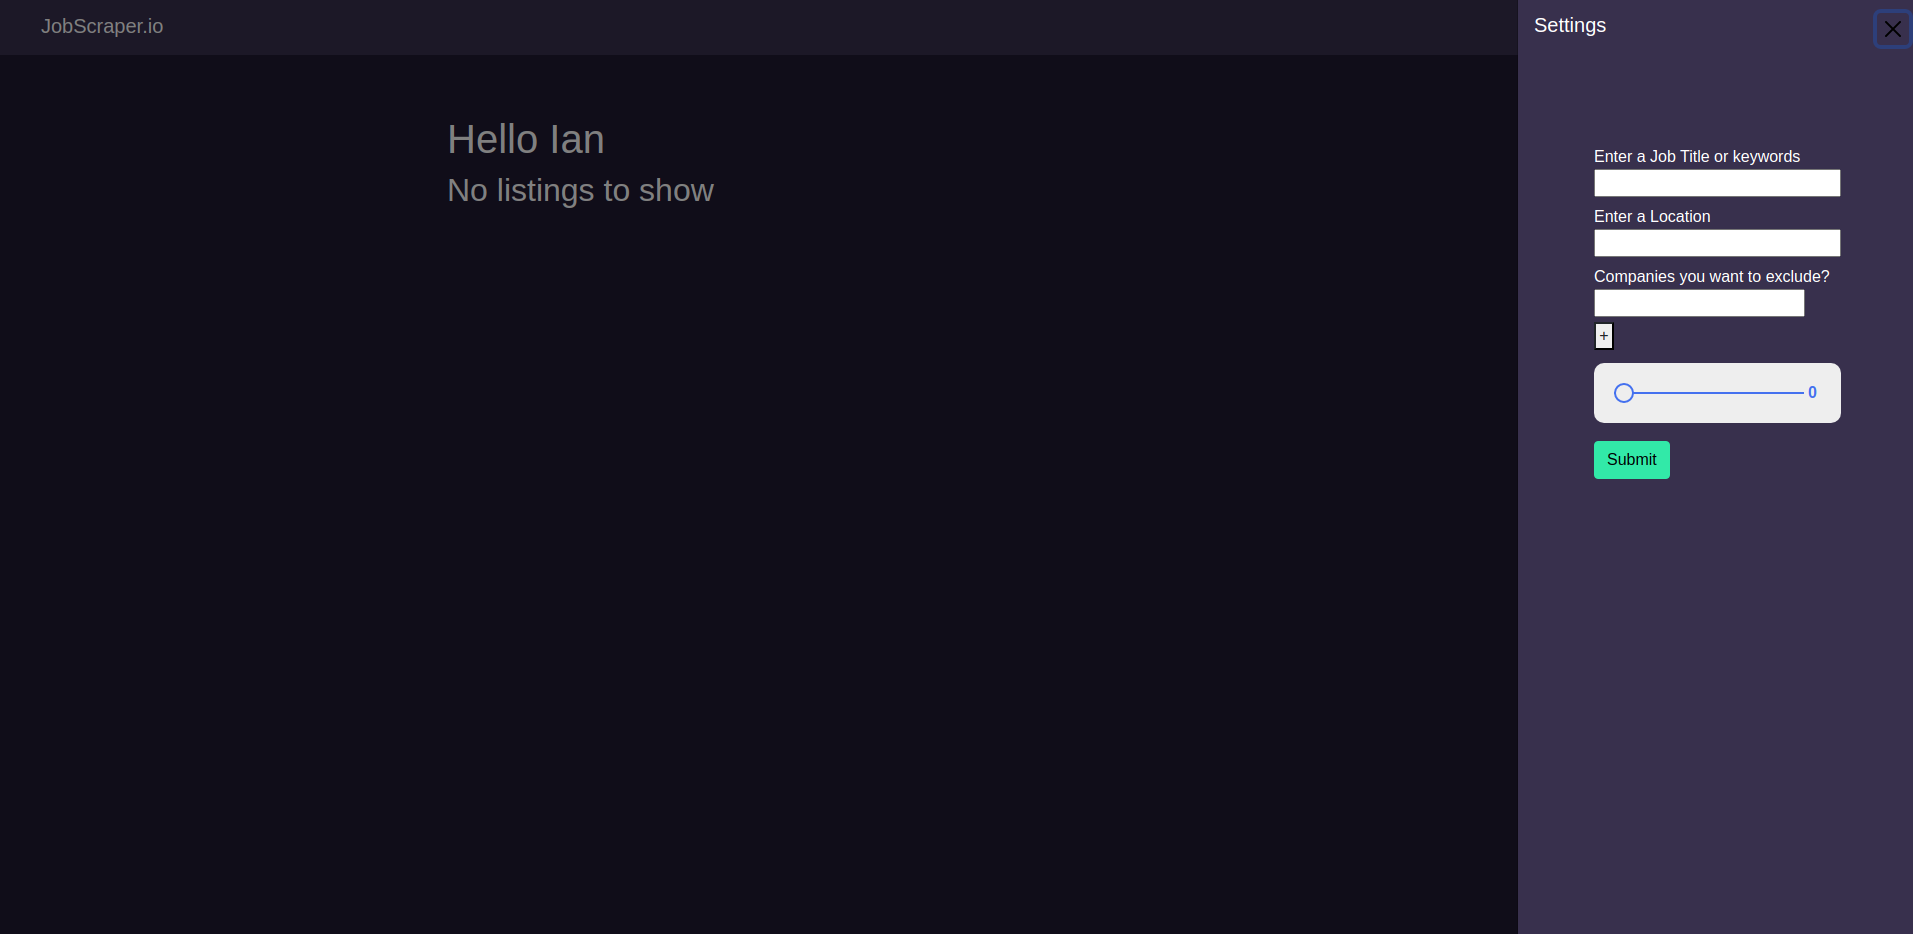 JobScraper.io
Settings
Hello Ian
No listings to show
Enter a Job Title or keywords
Enter a Location
Companies you want to exclude?
+
0
Submit